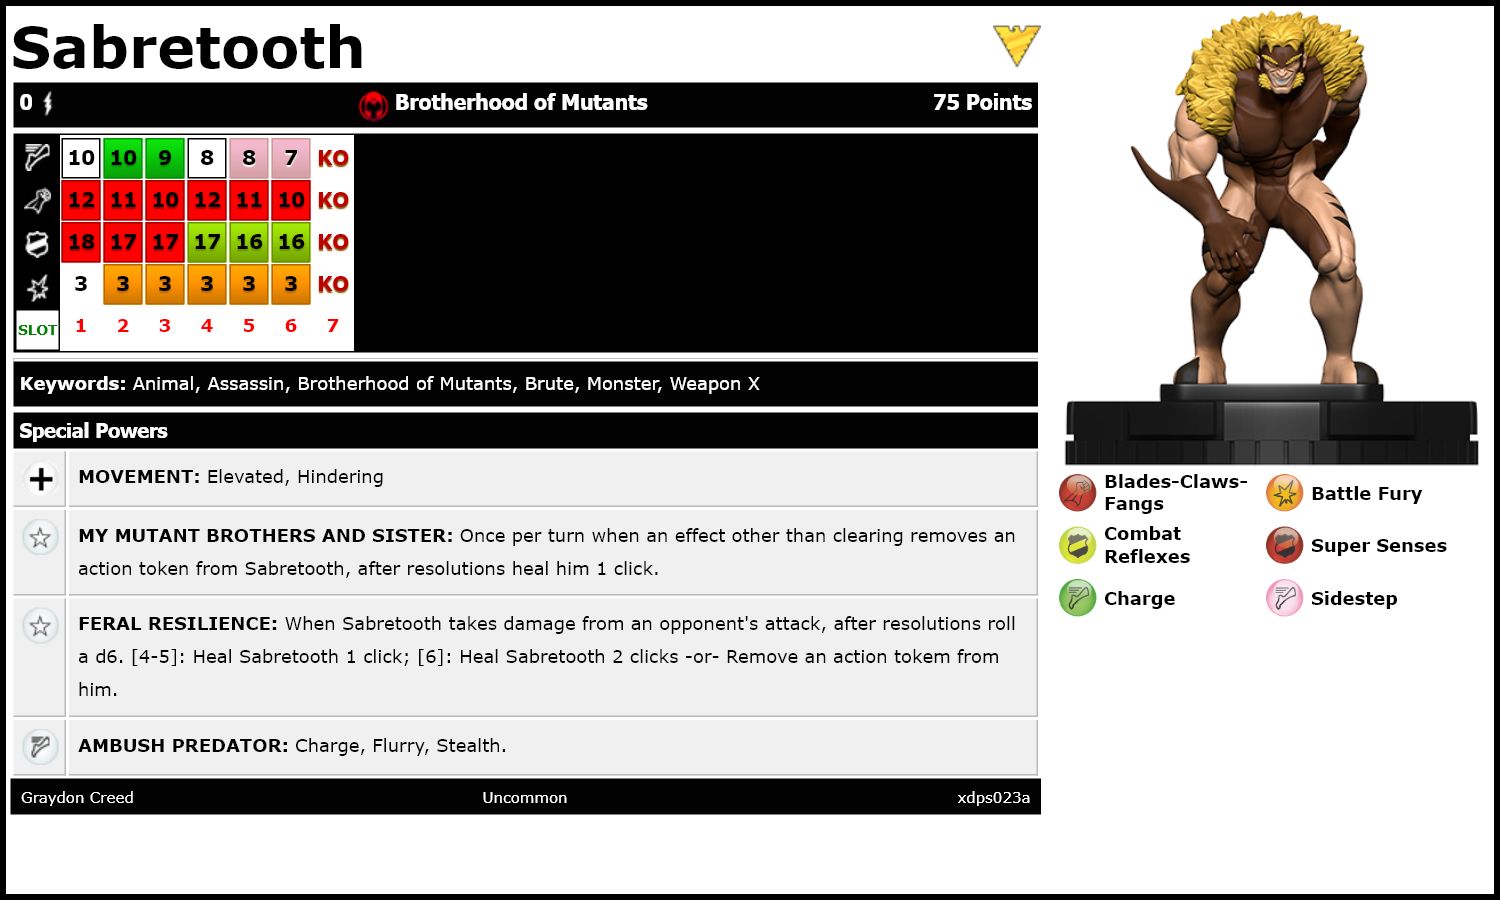 Sabretooth
0 Brotherhood of Mutants 75 Points
10 10 9 8 8 7 KO
12 11 10 12 11 10 KO
18 17 17 17 16 16 KO
3 3 3 3 3 3 KO
SLOT 1 2 3 4 5 6 7
Keywords: Animal, Assassin, Brotherhood of Mutants, Brute, Monster, Weapon X
Special Powers
MOVEMENT: Elevated, Hindering
MY MUTANT BROTHERS AND SISTER: Once per turn when an effect other than clearing removes an
action token from Sabretooth, after resolutions heal him 1 click.
FERAL RESILIENCE: When Sabretooth takes damage from an opponent's attack, after resolutions roll
a d6. [4-5]: Heal Sabretooth 1 click; [6]: Heal Sabretooth 2 clicks -or- Remove an action tokem from
him.
AMBUSH PREDATOR: Charge, Flurry, Stealth.
Graydon Creed Uncommon xdps023a
Blades-Claws-
Fangs
Battle Fury
Combat
Reflexes
Super Senses
Charge
Sidestep